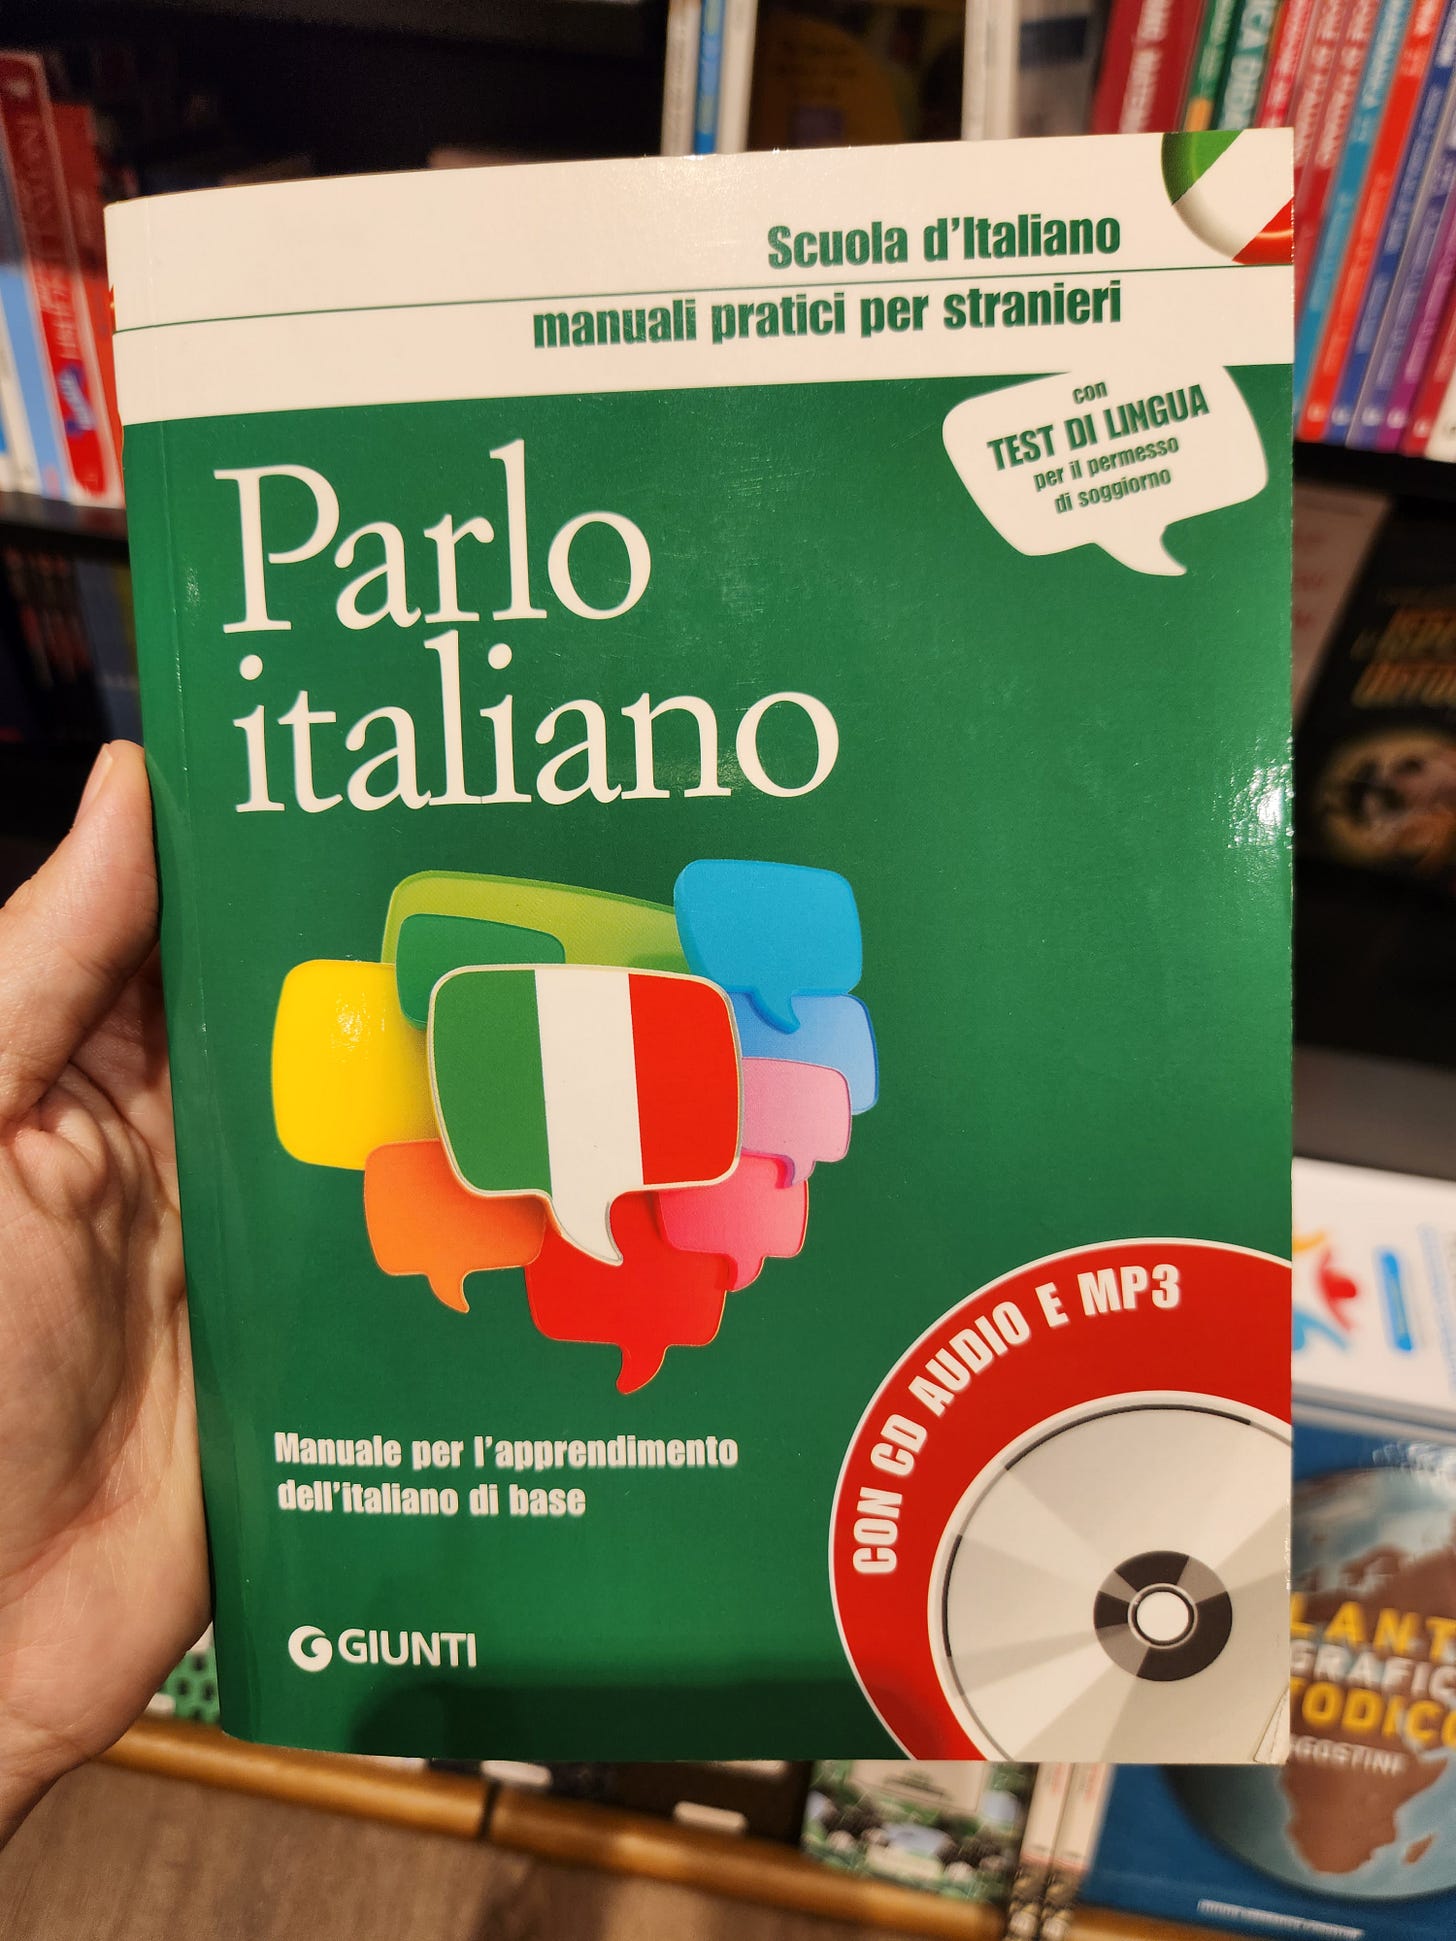 Scuola d'Italiano
manuali pratici per stranieri
con
TEST DI LINGUA
per il permesso
di soggiorno
Parlo
italiano
CON CD AUDIO E MP3
Manuale per l'apprendimento
dell'italiano di base
GIUNTI